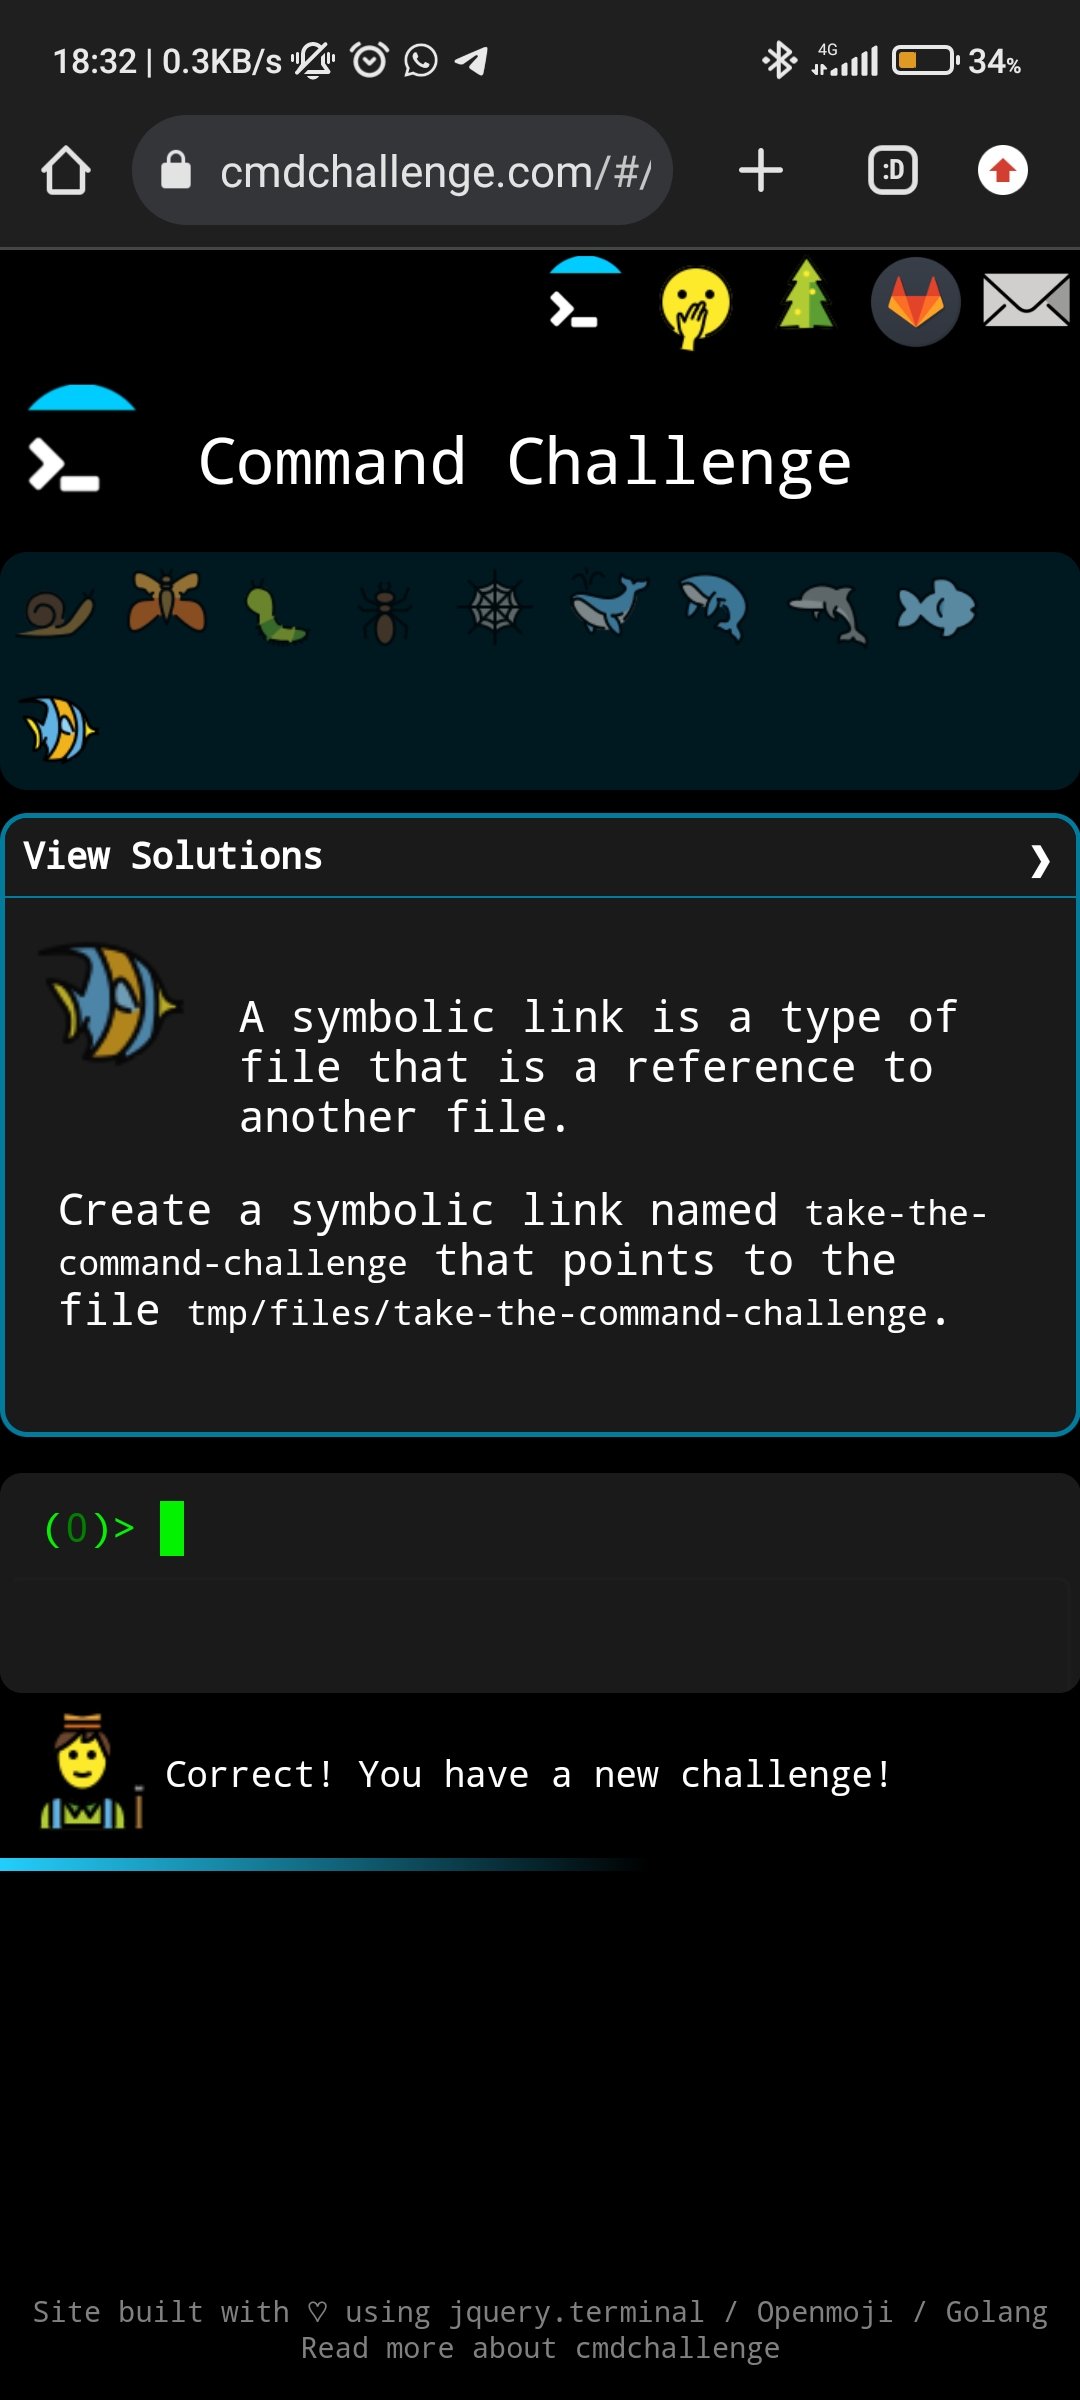 18:32 | 0.3KB/s
4G
34%
cmdchallenge.com/#/
:D
Command Challenge
View Solutions
A symbolic link is a type of
file that is a reference to
another file.
Create a symbolic link named take-the-
command-challenge that points to the
file tmp/files/take-the-command-challenge.
(0)>
Correct! You have a new challenge!
Site built with ♡ using jquery.terminal / Openmoji / Golang
Read more about cmdchallenge